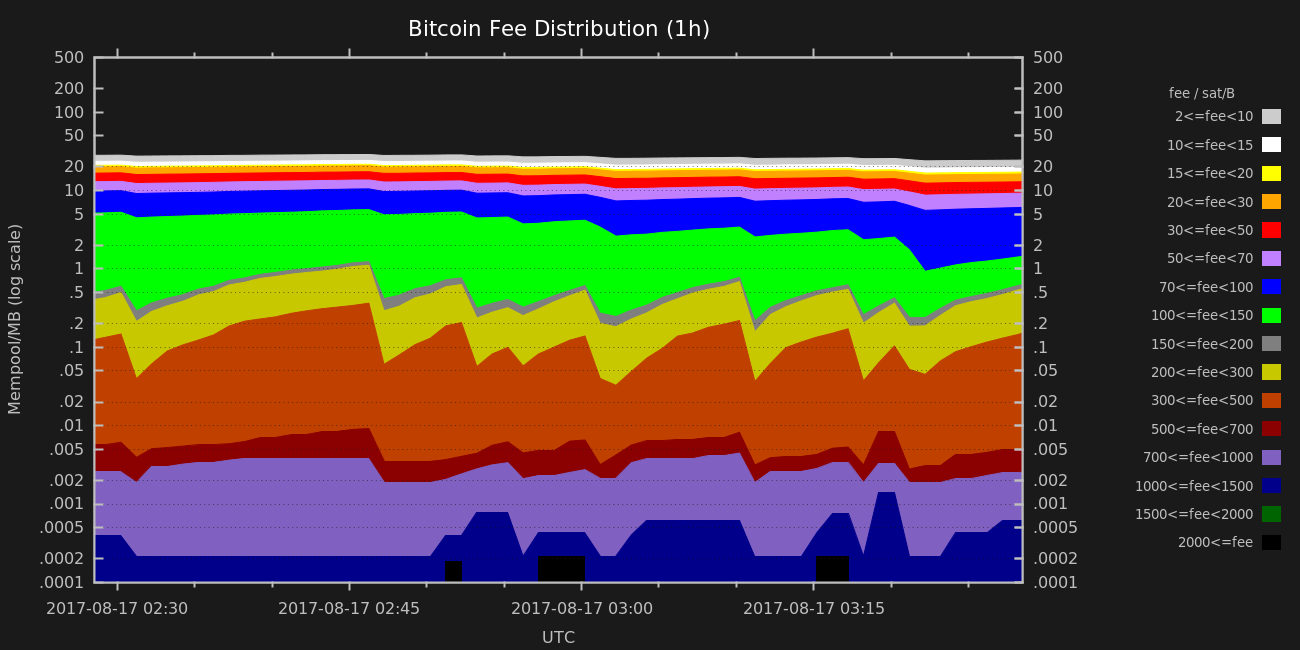 Bitcoin Fee Distribution (1h)
500 500
200 200
100 100
50 50
20 20
10 10
5 5
2 2
1 1
.5 .5
.2 .2
.1 .1
.05 .05
.02 .02
.01 .01
.005 .005
.002 .002
.001 .001
.0005 .0005
.0002 .0002
.0001 .0001
Mempool/MB (log scale)
2017-08-17 02:30 2017-08-17 02:45 2017-08-17 03:00 2017-08-17 03:15
UTC
fee / sat/B
2<=fee<10
10<=fee<15
15<=fee<20
20<=fee<30
30<=fee<50
50<=fee<70
70<=fee<100
100<=fee<150
150<=fee<200
200<=fee<300
300<=fee<500
500<=fee<700
700<=fee<1000
1000<=fee<1500
1500<=fee<2000
2000<=fee